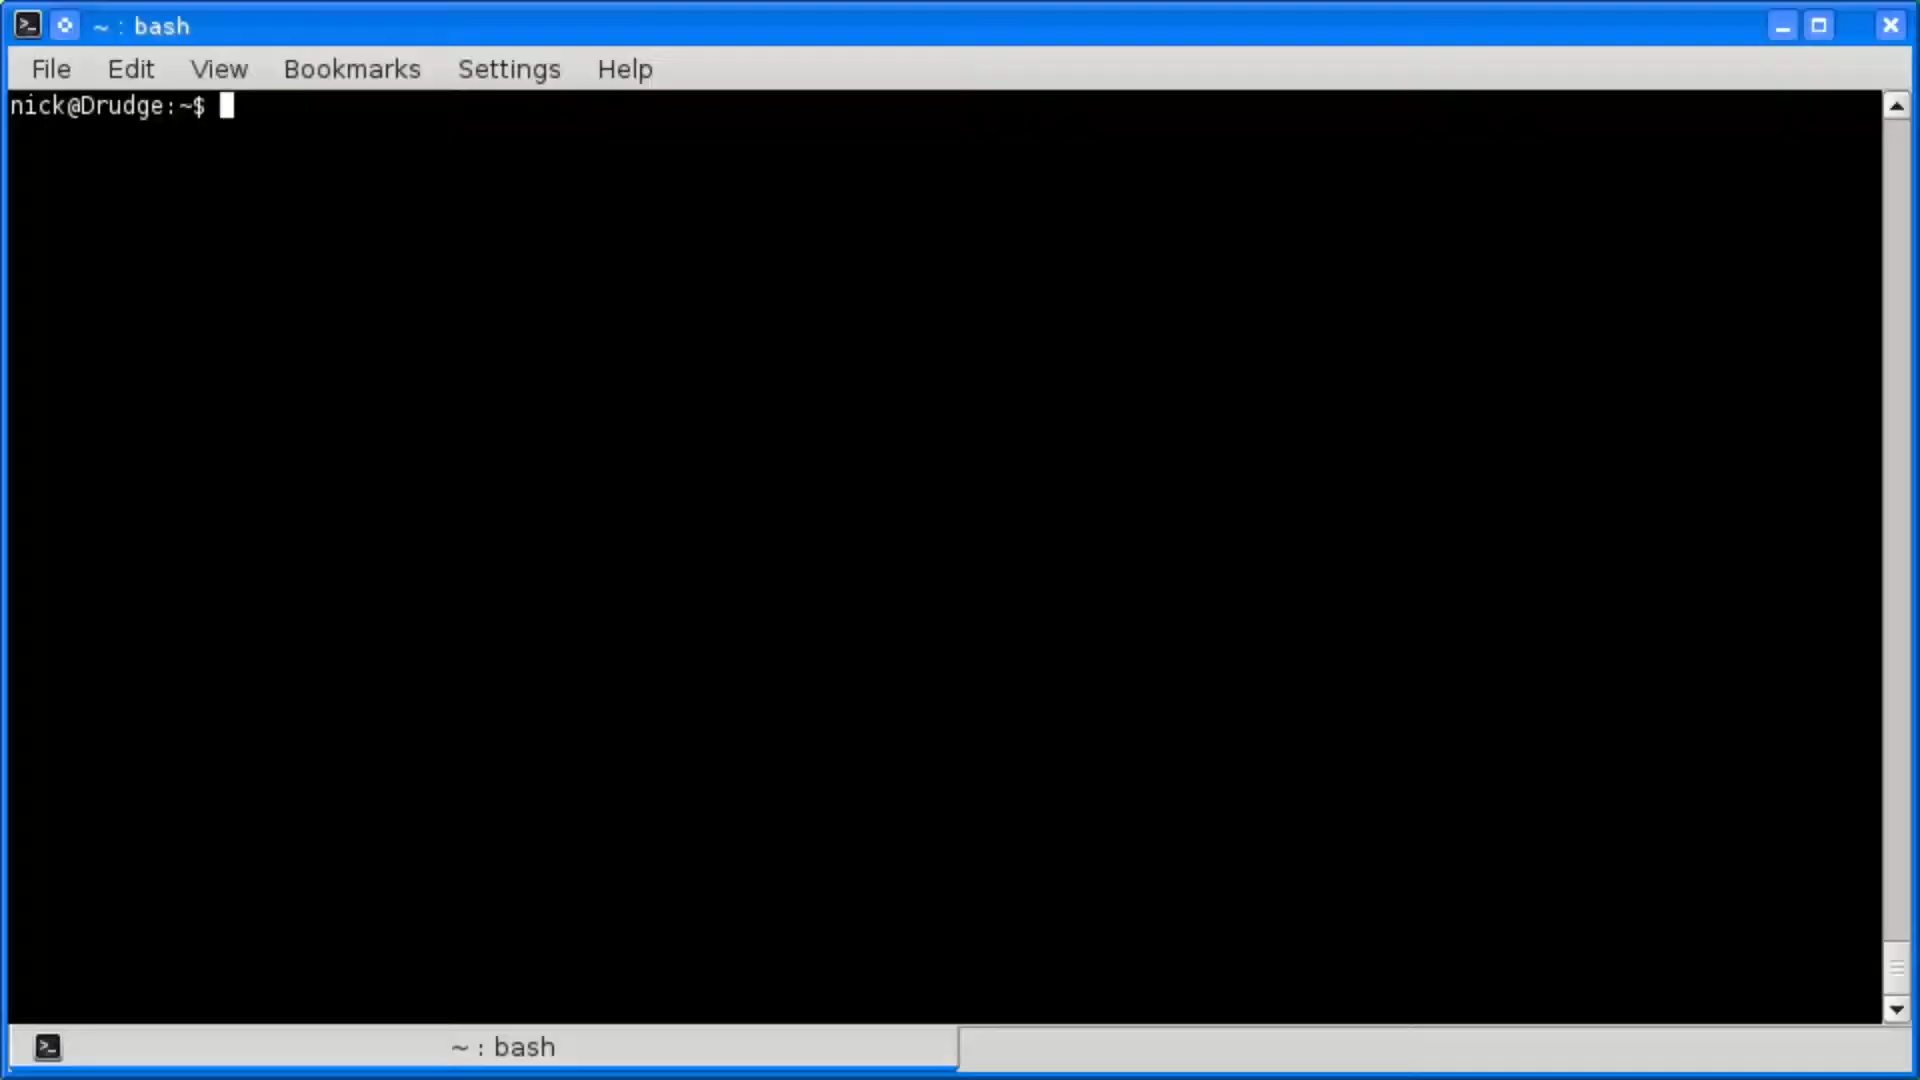 ~ : bash
File Edit View Bookmarks Settings Help
nick@Drudge:~$
~ : bash